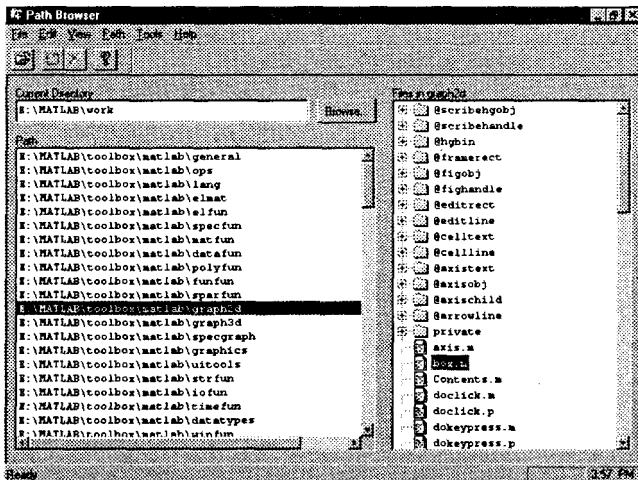 Path Browser
File Edit View Path Tools Help
Current Directory
E:\MATLAB\work
Browse...
Path
E:\MATLAB\toolbox\matlab\general
E:\MATLAB\toolbox\matlab\ops
E:\MATLAB\toolbox\matlab\lang
E:\MATLAB\toolbox\matlab\elmat
E:\MATLAB\toolbox\matlab\elfun
E:\MATLAB\toolbox\matlab\specfun
E:\MATLAB\toolbox\matlab\matfun
E:\MATLAB\toolbox\matlab\datafun
E:\MATLAB\toolbox\matlab\polyfun
E:\MATLAB\toolbox\matlab\funfun
E:\MATLAB\toolbox\matlab\sparfun
E:\MATLAB\toolbox\matlab\graph2d
E:\MATLAB\toolbox\matlab\graph3d
E:\MATLAB\toolbox\matlab\specgraph
E:\MATLAB\toolbox\matlab\graphics
E:\MATLAB\toolbox\matlab\uitools
E:\MATLAB\toolbox\matlab\strfun
E:\MATLAB\toolbox\matlab\iofun
E:\MATLAB\toolbox\matlab\timefun
E:\MATLAB\toolbox\matlab\datatypes
E:\MATLAB\toolbox\matlab\winfun
Files in graph2d
@scribehgobj
@scribehandle
@hgbin
@framerect
@figobj
@fighandle
@editrect
@editline
@celltext
@cellline
@axistext
@axisobj
@axischild
@arrowline
private
axis.m
box.m
Contents.m
doclick.m
doclick.p
dokeypress.m
dokeypress.p
Ready
3:57 PM